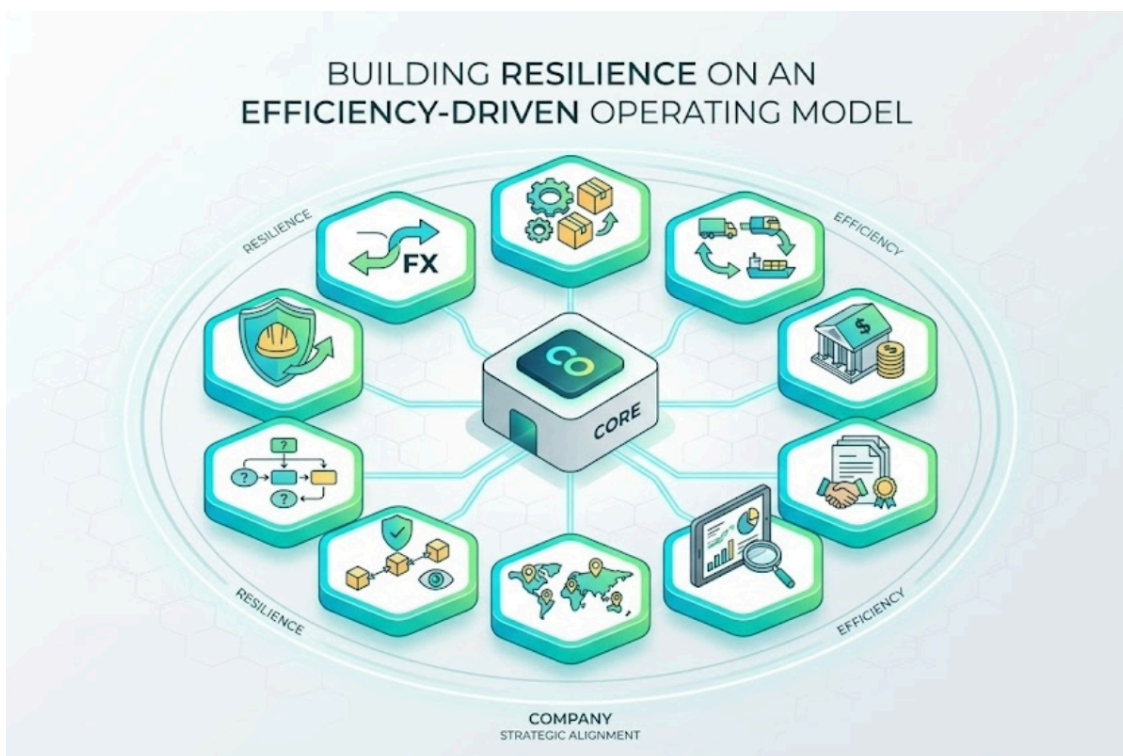 BUILDING RESILIENCE ON AN
EFFICIENCY-DRIVEN OPERATING MODEL
RESILIENCE
EFFICIENCY
FX
$
$
CO
CORE
?
?
?
RESILIENCE
EFFICIENCY
COMPANY
STRATEGIC ALIGNMENT